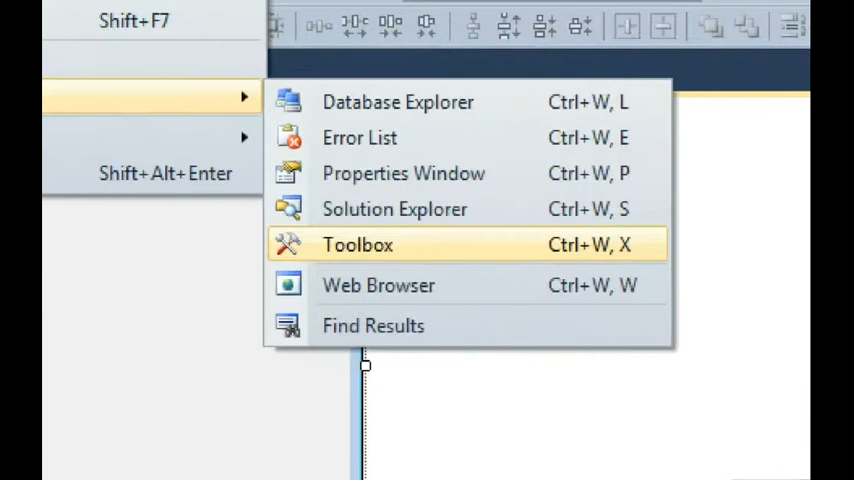 Shift+F7
Database Explorer Ctrl+W, L
Error List Ctrl+W, E
Properties Window Ctrl+W, P
Shift+Alt+Enter
Solution Explorer Ctrl+W, S
Toolbox Ctrl+W, X
Web Browser Ctrl+W, W
Find Results